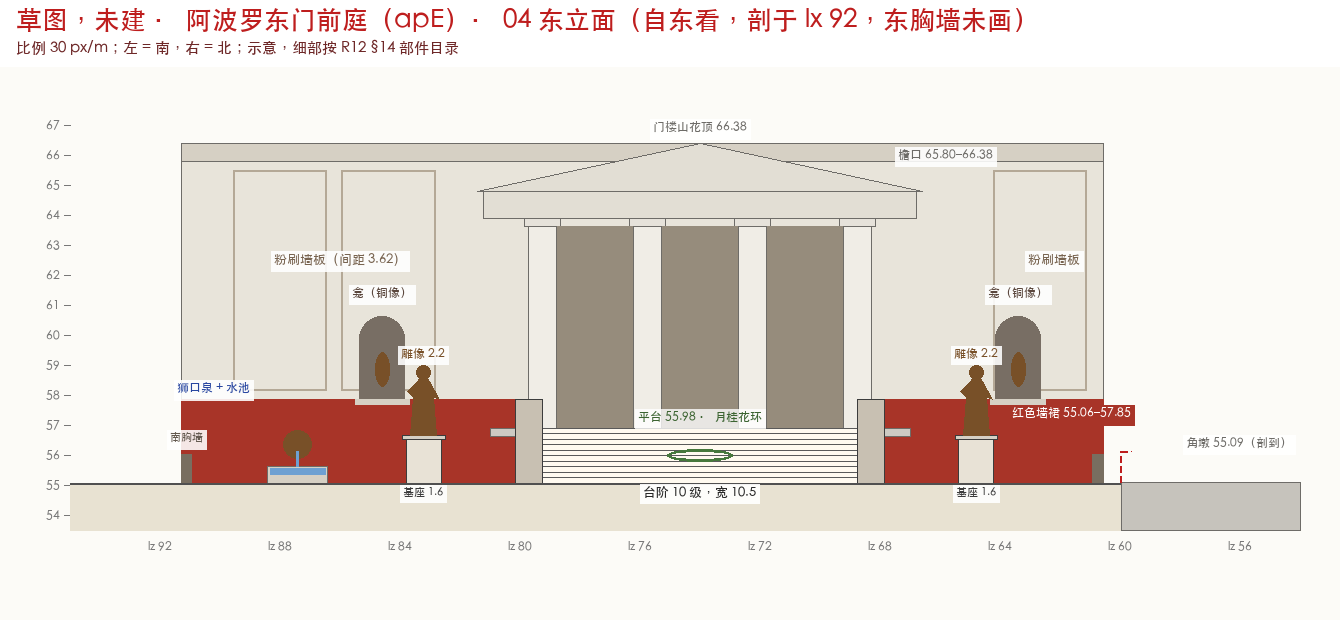 草图，未建 · 阿波罗东门前庭（apE）· 04 东立面（自东看，剖于 lx 92，东胸墙未画）
比例 30 px/m；左 = 南，右 = 北；示意，细部按 R12 §14 部件目录
67
门楼山花顶 66.38
66
檐口 65.80–66.38
65
64
63
粉刷墙板（间距 3.62）
粉刷墙板
62
61
龛（铜像）
龛（铜像）
60
59
雕像 2.2
雕像 2.2
58
狮口泉 + 水池
57
平台 55.98 · 月桂花环
红色墙裙 55.06–57.85
56
南胸墙
角墩 55.09（剖到）
55
基座 1.6
台阶 10 级，宽 10.5
基座 1.6
54
lz 92
lz 88
lz 84
lz 80
lz 76
lz 72
lz 68
lz 64
lz 60
lz 56